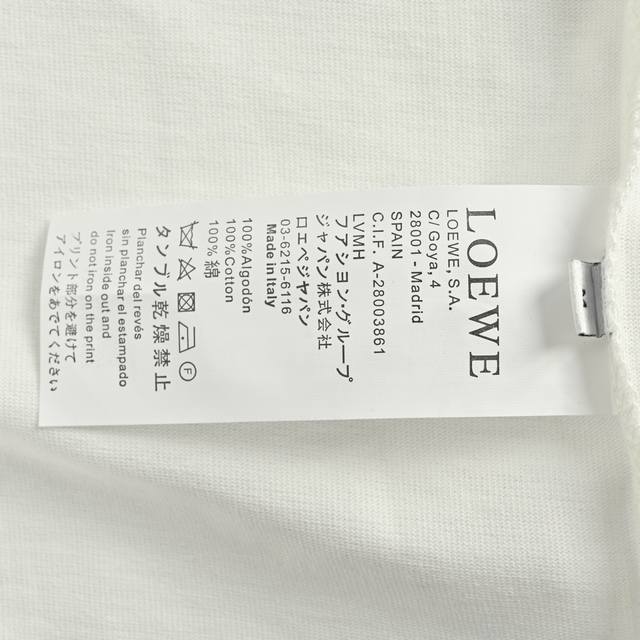 LOEWE
LOEWE, S.A.
C/ Goya, 4
28001 - Madrid
SPAIN
C.I.F. A-28003861
LVMH
ファシヨン・グループ
ジャパン株式会社
ロエベジャパン
03-6215-6116
Made in Italy
100%Algodón
100%Cotton
100%綿
F
タンブル乾燥禁止
Planchar del revés
sin planchar el estampado
Iron inside out and
do not iron on the print
プリント部分を避けて
アイロンをあでてください